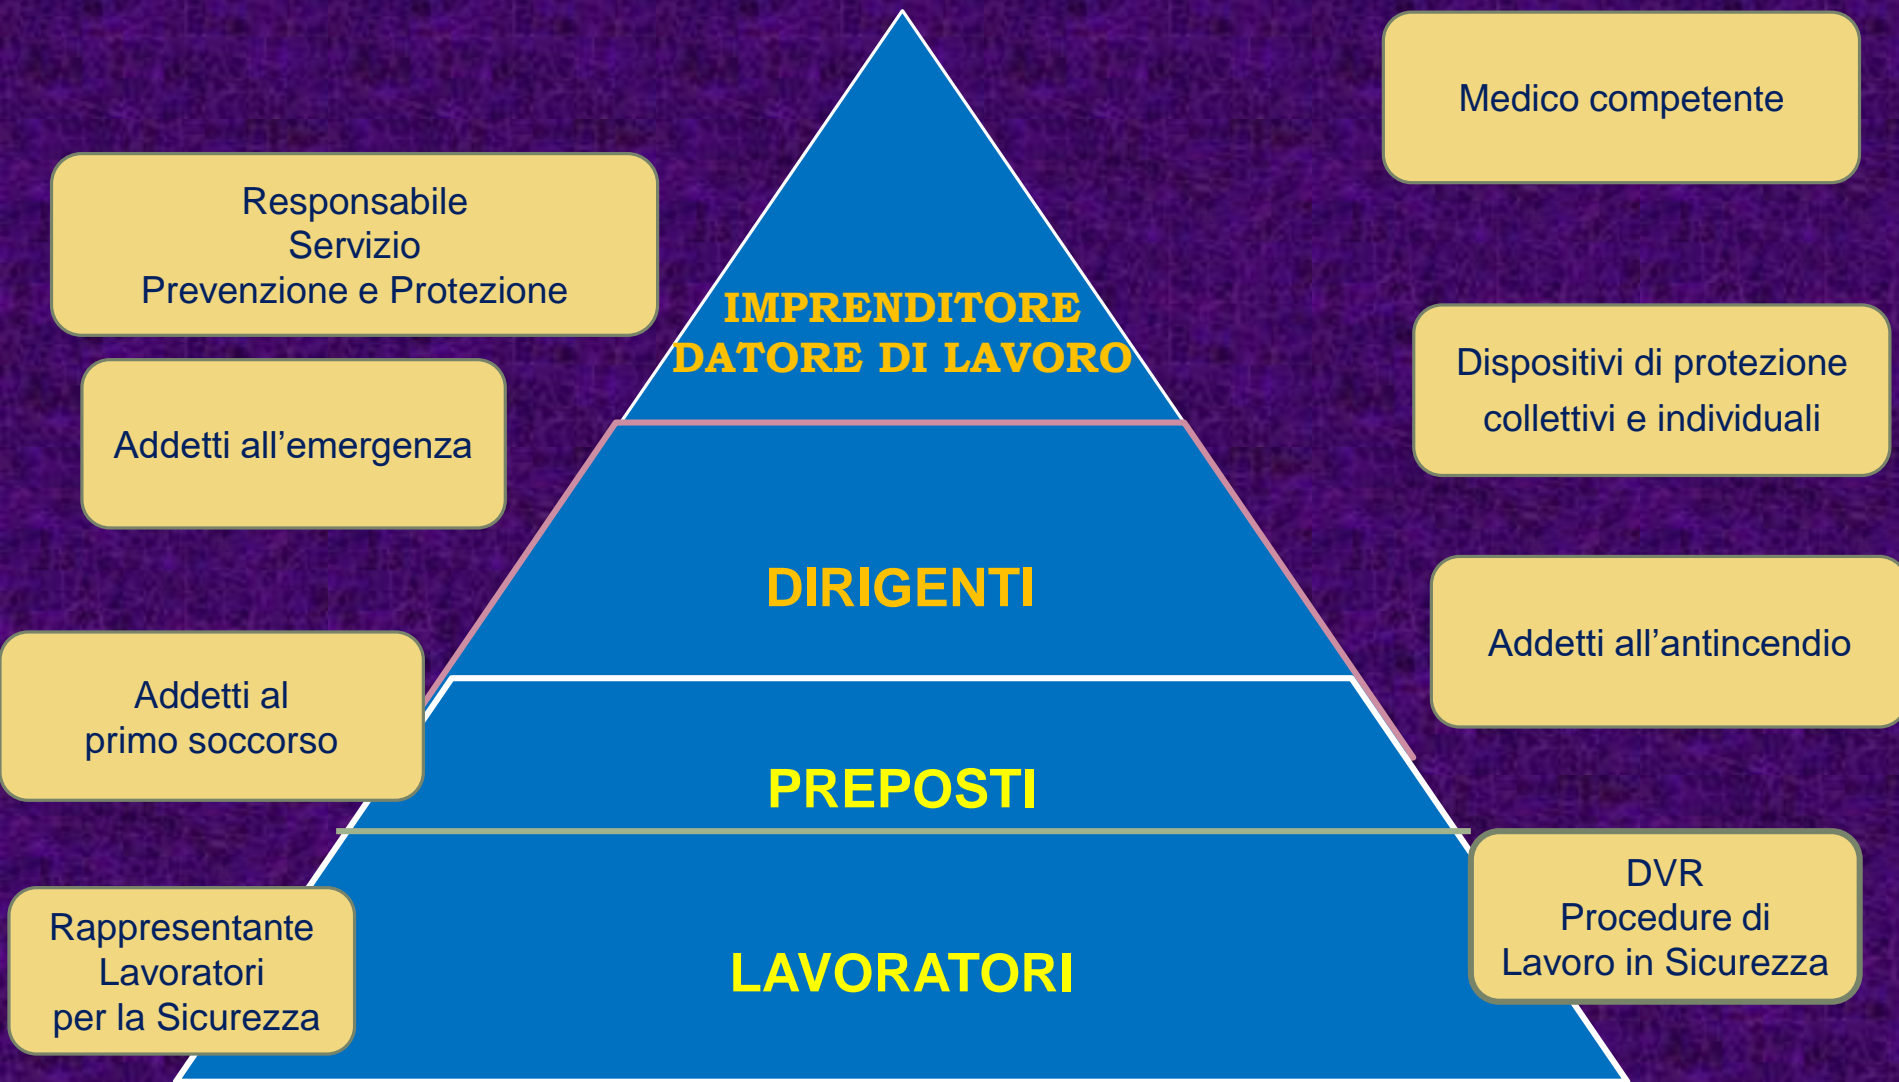 Medico competente
Responsabile
Servizio
Prevenzione e Protezione
IMPRENDITORE
DATORE DI LAVORO
Dispositivi di protezione
collettivi e individuali
Addetti all’emergenza
DIRIGENTI
Addetti all’antincendio
Addetti al
primo soccorso
PREPOSTI
DVR
Procedure di
Lavoro in Sicurezza
Rappresentante
Lavoratori
per la Sicurezza
LAVORATORI